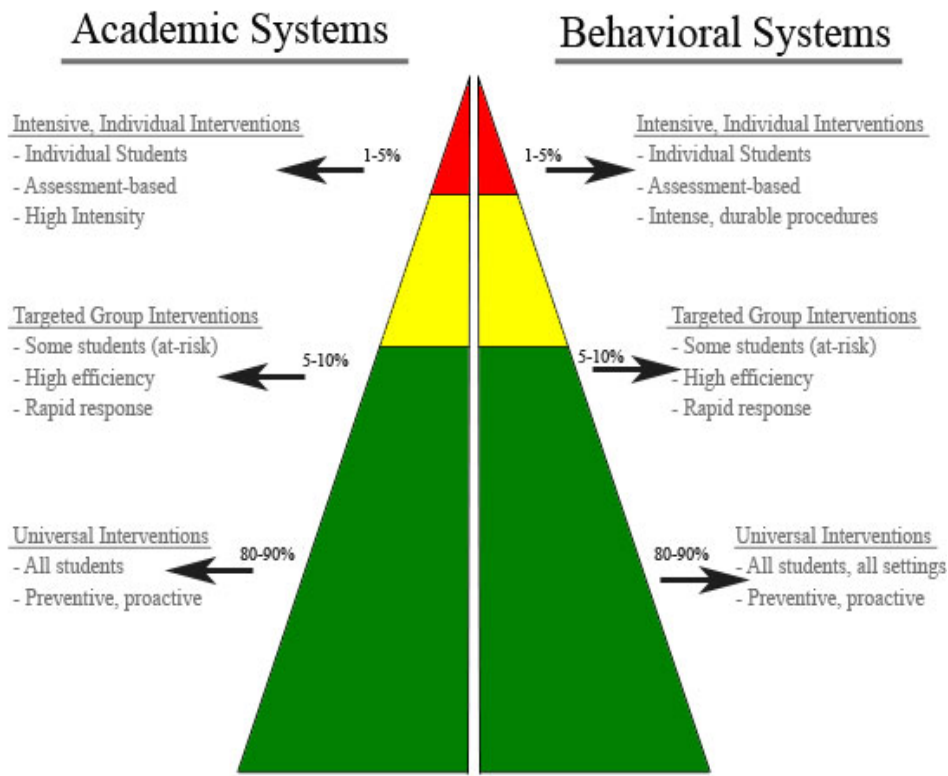 Academic Systems
Intensive, Individual Interventions
- Individual Students
- Assessment-based
- High Intensity
1-5%
Targeted Group Interventions
- Some students (at-risk)
- High efficiency
- Rapid response
5-10%
Universal Interventions
- All students
- Preventive, proactive
80-90%
Behavioral Systems
1-5%
Intensive, Individual Interventions
- Individual Students
- Assessment-based
- Intense, durable procedures
5-10%
Targeted Group Interventions
- Some students (at-risk)
- High efficiency
- Rapid response
80-90%
Universal Interventions
- All students, all settings
- Preventive, proactive